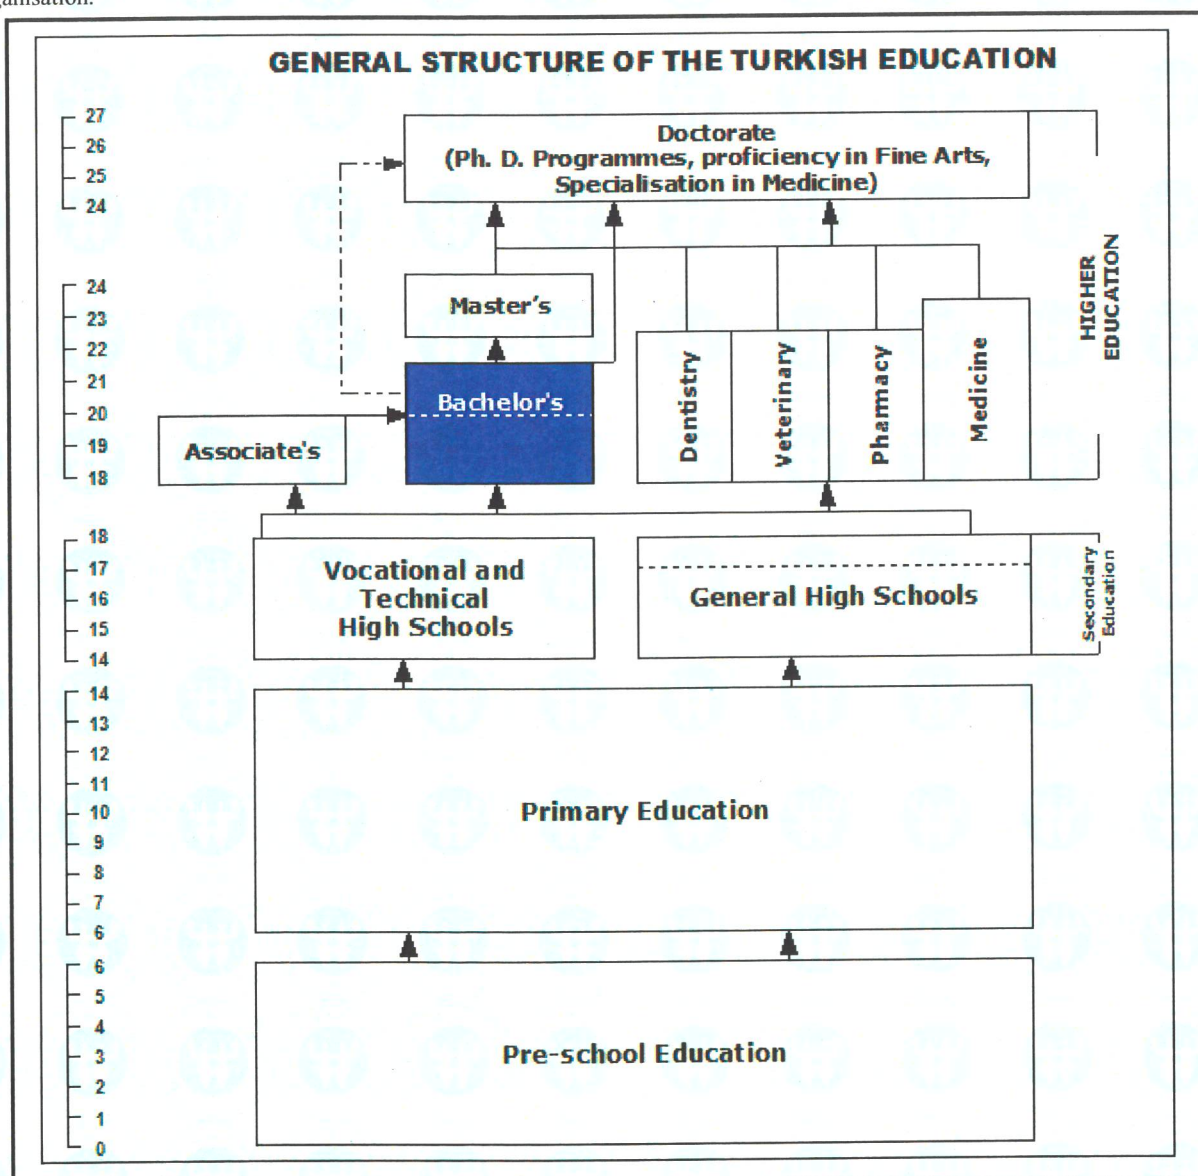 ganisation.
GENERAL STRUCTURE OF THE TURKISH EDUCATION
27
26
25
24
Doctorate
(Ph. D. Programmes, proficiency in Fine Arts,
Specialisation in Medicine)
HIGHER
EDUCATION
24
23
22
21
20
19
18
Master's
Bachelor's
Associate's
Dentistry
Veterinary
Pharmacy
Medicine
18
17
16
15
14
Vocational and
Technical
High Schools
General High Schools
Secondary
Education
14
13
12
11
10
9
8
7
6
Primary Education
6
5
4
3
2
1
0
Pre-school Education